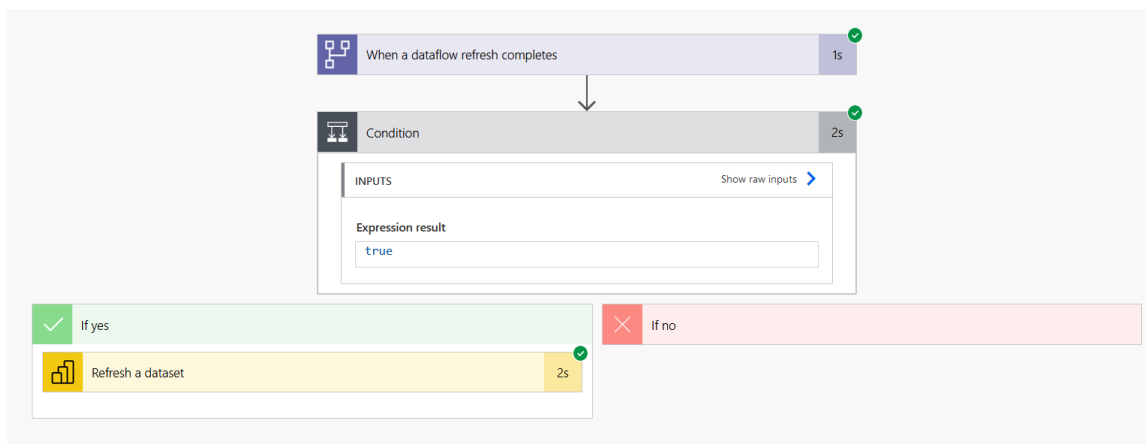 When a dataflow refresh completes
1s
Condition
2s
INPUTS
Show raw inputs
Expression result
true
If yes
If no
Refresh a dataset
2s